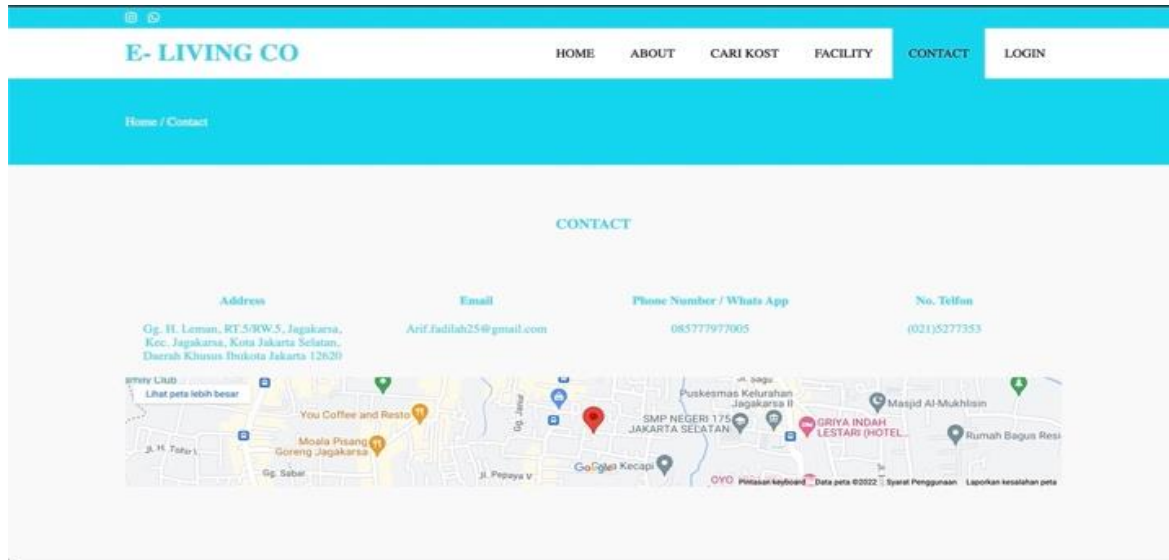 E- LIVING CO
HOME ABOUT CARI KOST FACILITY CONTACT LOGIN
Home / Contact
CONTACT
Address
Gg. H. Leman, RT.5/RW.5, Jagakarsa,
Kec. Jagakarsa, Kota Jakarta Selatan,
Daerah Khusus Ibukota Jakarta 12620
Email
Arif.fadilah25@gmail.com
Phone Number / Whats App
085777977005
No. Telfon
(021)5277353
Club
Lihat peta lebih besar
You Coffee and Resto
Moala Pisang
Goreng Jagakarsa
Gg. Sabar
Jl. Pepaya V
Puskesmas Kelurahan
Jagakarsa II
SMP NEGERI 175
JAKARTA SELATAN
GRIYA INDAH
LESTARI (HOTEL...
Masjid Al-Mukhlisin
Rumah Bagus Resi
Google
Kecapi
OYO
Pintasan keyboard
Data peta ©2022
Syarat Penggunaan
Laporkan kesalahan peta